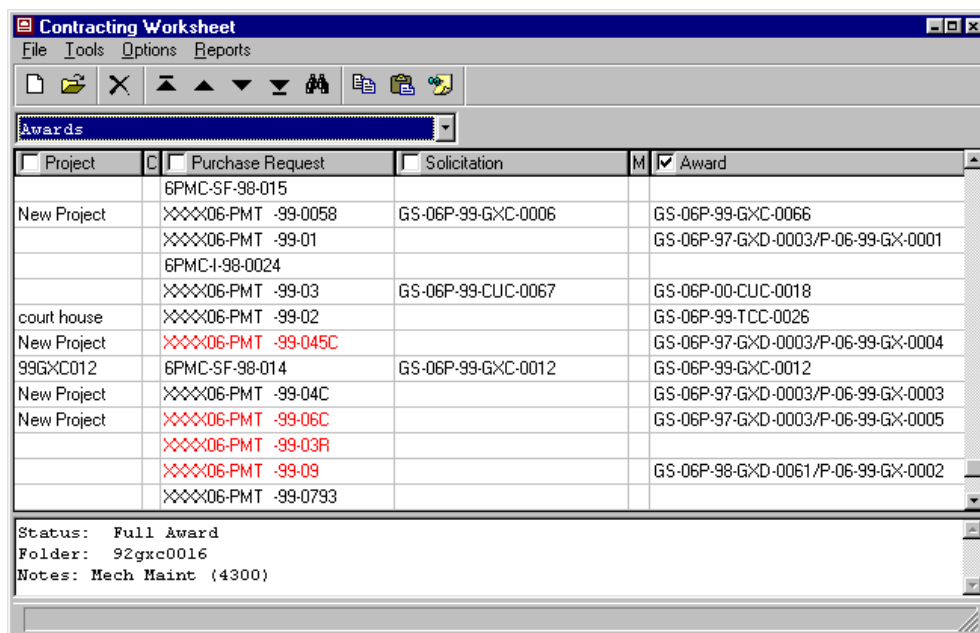 Contracting Worksheet
File Tools Options Reports
Awards
Project C Purchase Request Solicitation M Award
6PMC-SF-98-015
New Project XXXX06-PMT -99-0058 GS-06P-99-GXC-0006 GS-06P-99-GXC-0066
XXXX06-PMT -99-01 GS-06P-97-GXD-0003/P-06-99-GX-0001
6PMC-I-98-0024
XXXX06-PMT -99-03 GS-06P-99-CUC-0067 GS-06P-00-CUC-0018
court house XXXX06-PMT -99-02 GS-06P-99-TCC-0026
New Project XXXX06-PMT -99-045C GS-06P-97-GXD-0003/P-06-99-GX-0004
99GXC012 6PMC-SF-98-014 GS-06P-99-GXC-0012 GS-06P-99-GXC-0012
New Project XXXX06-PMT -99-04C GS-06P-97-GXD-0003/P-06-99-GX-0003
New Project XXXX06-PMT -99-06C GS-06P-97-GXD-0003/P-06-99-GX-0005
XXXX06-PMT -99-03R
XXXX06-PMT -99-09 GS-06P-98-GXD-0061/P-06-99-GX-0002
XXXX06-PMT -99-0793
Status: Full Award
Folder: 92gxc0016
Notes: Mech Maint (4300)